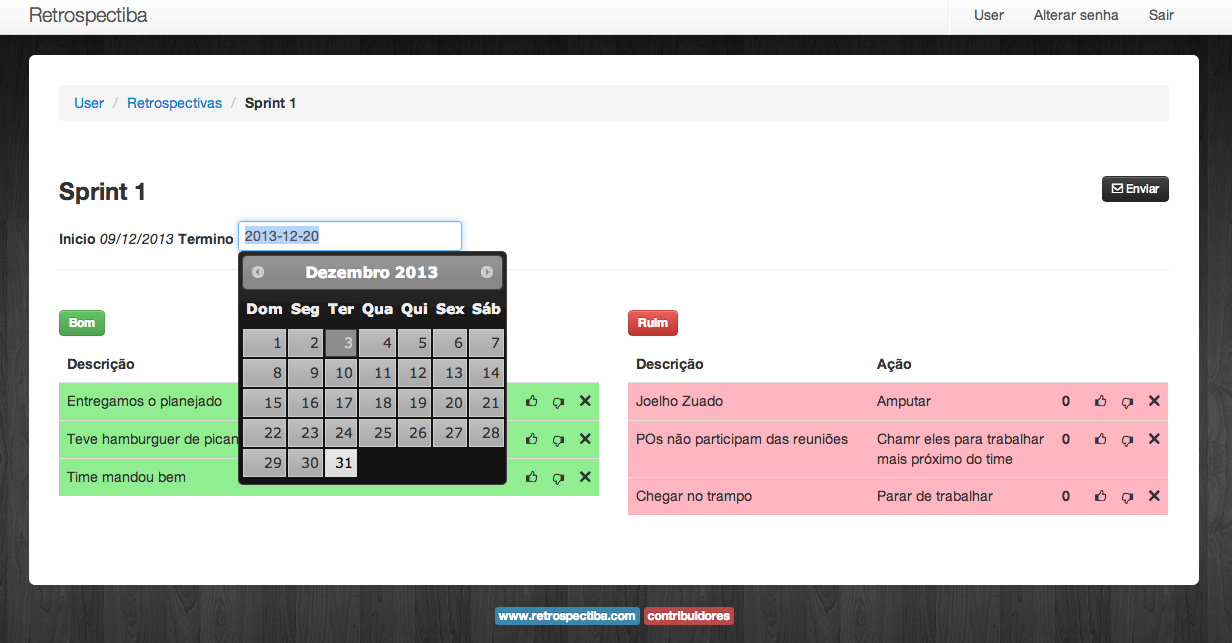 Retrospectiba User Alterar senha Sair
User / Retrospectivas / Sprint 1
Sprint 1
Enviar
Inicio 09/12/2013 Termino 2013-12-20
Dezembro 2013
Dom Seg Ter Qua Qui Sex Sáb
1 2 3 4 5 6 7
8 9 10 11 12 13 14
15 16 17 18 19 20 21
22 23 24 25 26 27 28
29 30 31
Bom
Descrição
Entregamos o planejado
Teve hamburguer de pican
Time mandou bem
Ruim
Descrição Ação
Joelho Zuado Amputar 0
POs não participam das reuniões Chamr eles para trabalhar 0
mais próximo do time
Chegar no trampo Parar de trabalhar 0
www.retrospectiba.com contribuidores